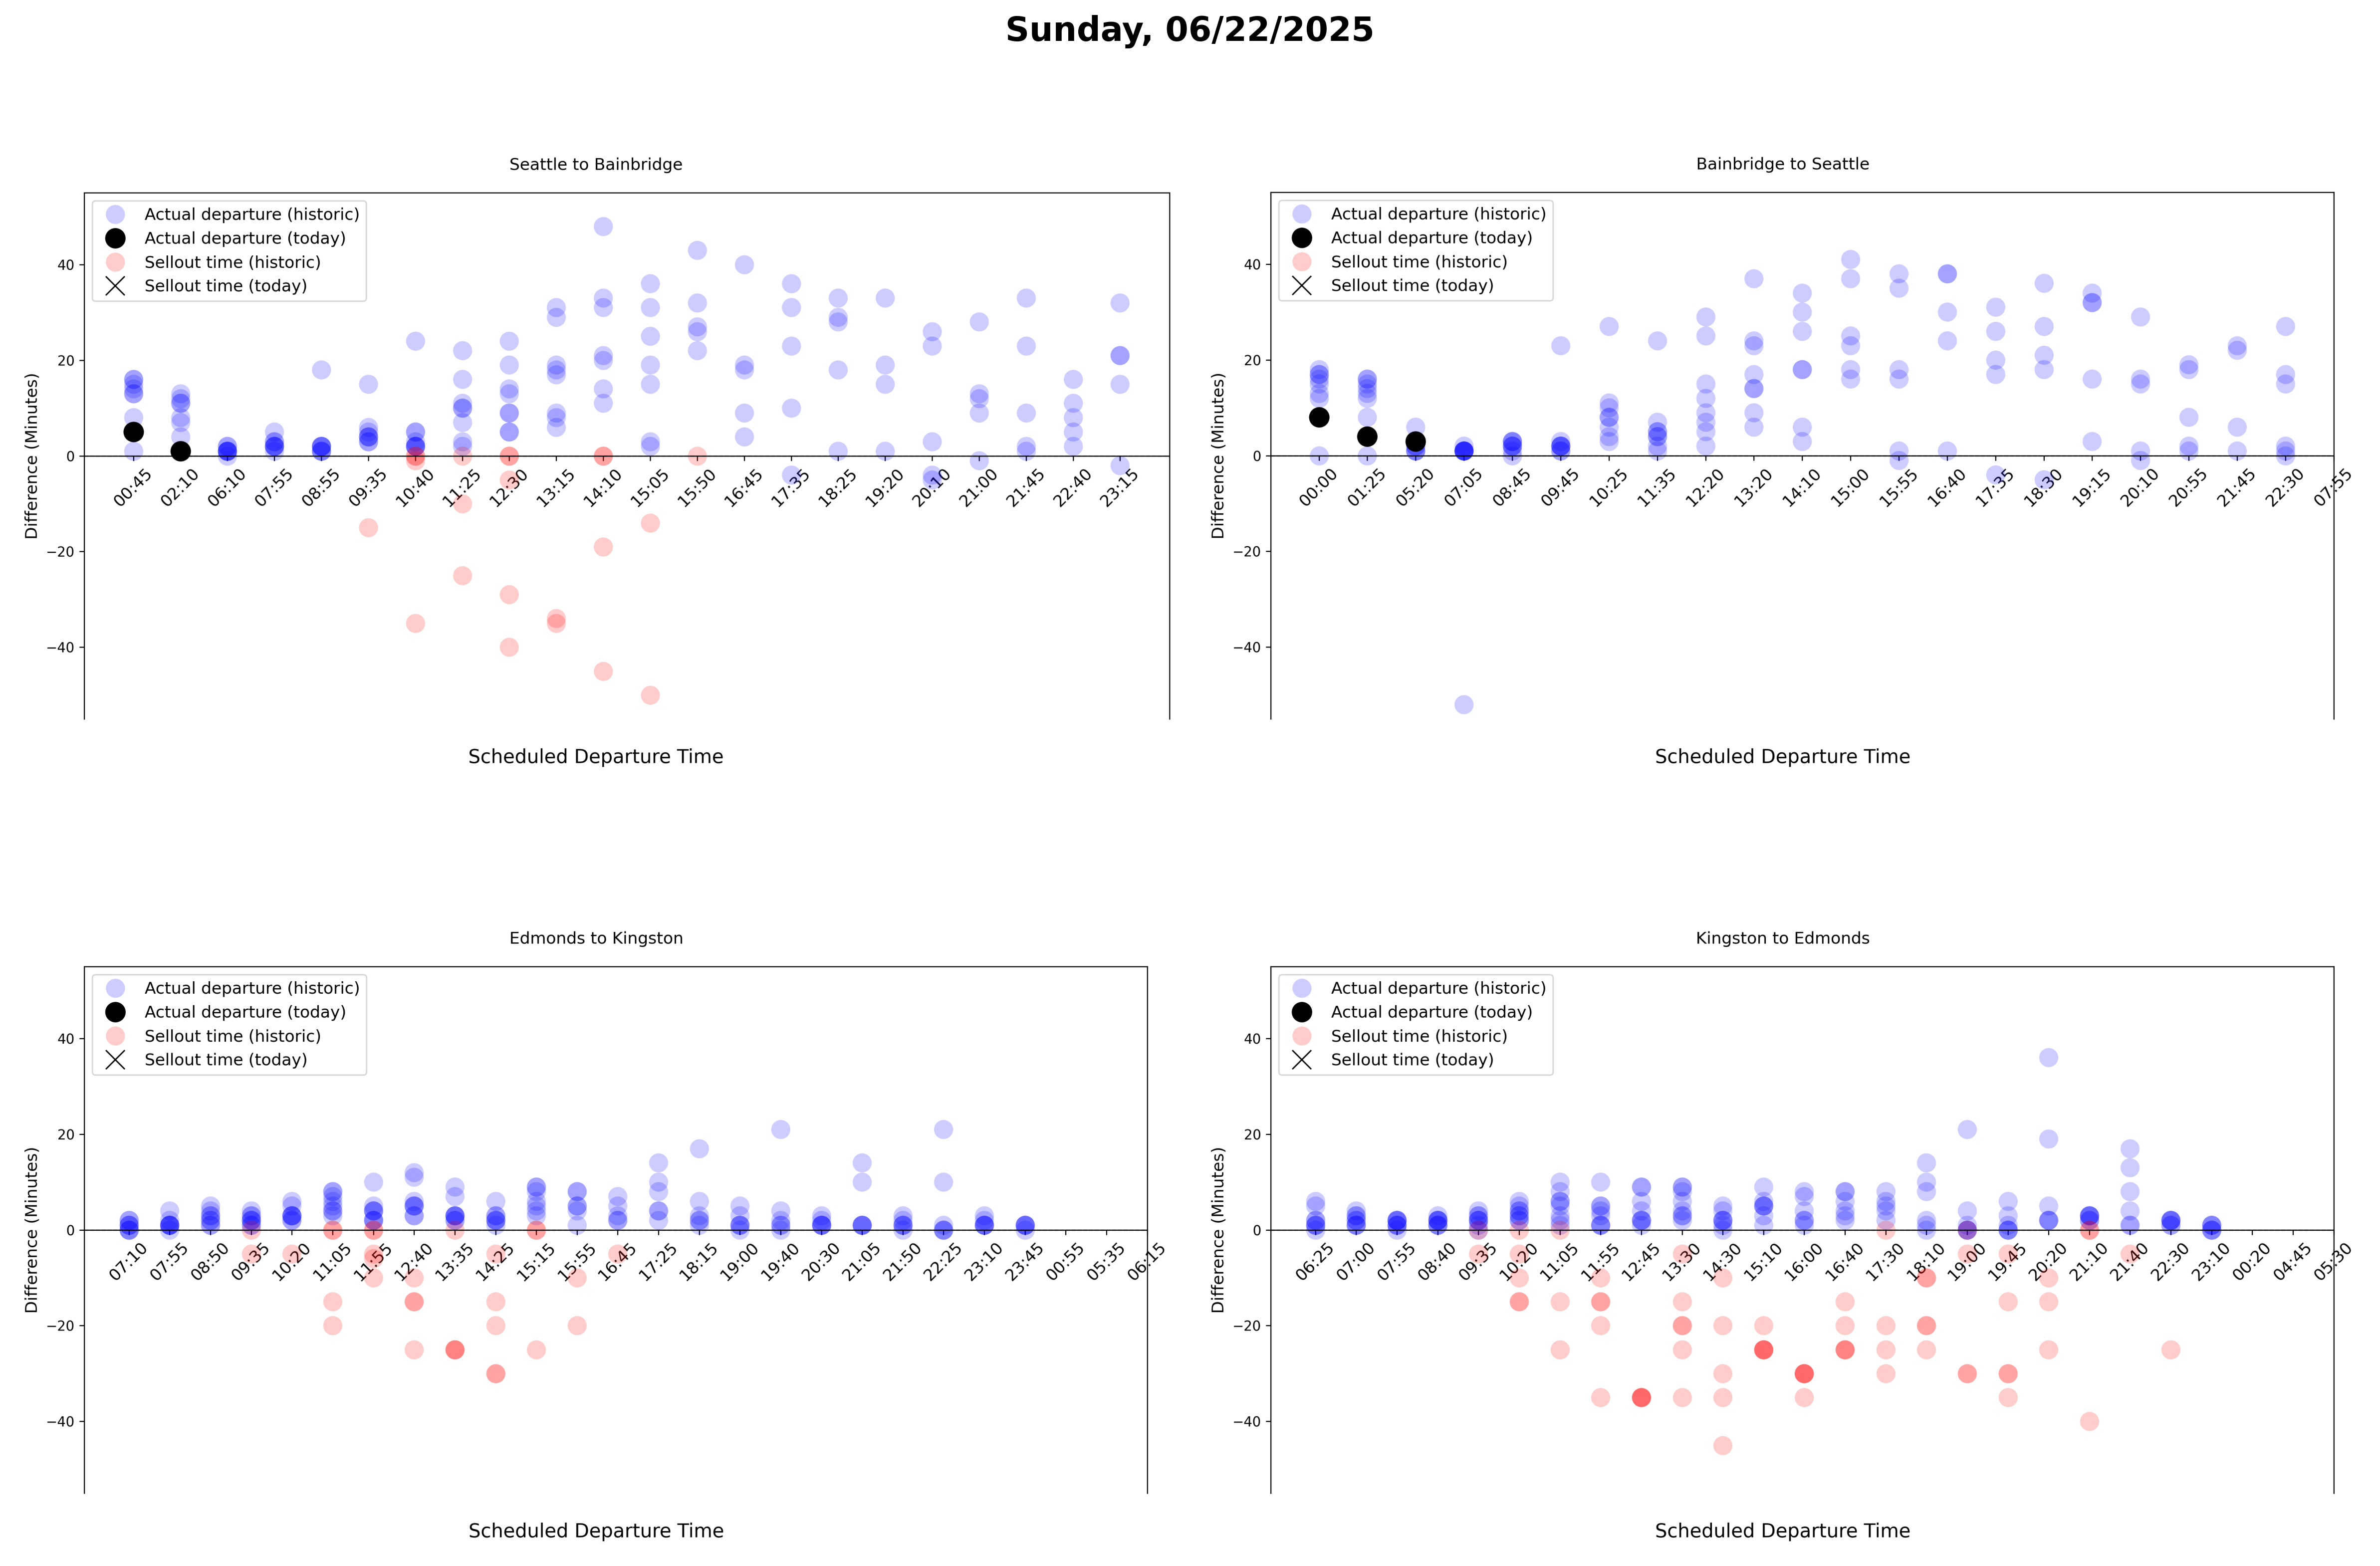 Sunday, 06/22/2025
Seattle to Bainbridge
Actual departure (historic)
Actual departure (today)
Sellout time (historic)
Sellout time (today)
Difference (Minutes)
40
20
0
−20
−40
00:45 02:10 06:10 07:55 08:55 09:35 10:40 11:25 12:30 13:15 14:10 15:05 15:50 16:45 17:35 18:25 19:20 20:10 21:00 21:45 22:40 23:15
Scheduled Departure Time
Bainbridge to Seattle
Actual departure (historic)
Actual departure (today)
Sellout time (historic)
Sellout time (today)
Difference (Minutes)
40
20
0
−20
−40
00:00 01:25 05:20 07:05 08:45 09:45 10:25 11:35 12:20 13:20 14:10 15:00 15:55 16:40 17:35 18:30 19:15 20:10 20:55 21:45 22:30 07:55
Scheduled Departure Time
Edmonds to Kingston
Actual departure (historic)
Actual departure (today)
Sellout time (historic)
Sellout time (today)
Difference (Minutes)
40
20
0
−20
−40
07:10 07:55 08:50 09:35 10:20 11:05 11:55 12:40 13:35 14:25 15:15 15:55 16:45 17:25 18:15 19:00 19:40 20:30 21:05 21:50 22:25 23:10 23:45 00:55 05:35 06:15
Scheduled Departure Time
Kingston to Edmonds
Actual departure (historic)
Actual departure (today)
Sellout time (historic)
Sellout time (today)
Difference (Minutes)
40
20
0
−20
−40
06:25 07:00 07:55 08:40 09:35 10:20 11:05 11:55 12:45 13:30 14:30 15:10 16:00 16:40 17:30 18:10 19:00 19:45 20:20 21:10 21:40 22:30 23:10 00:20 04:45 05:30
Scheduled Departure Time